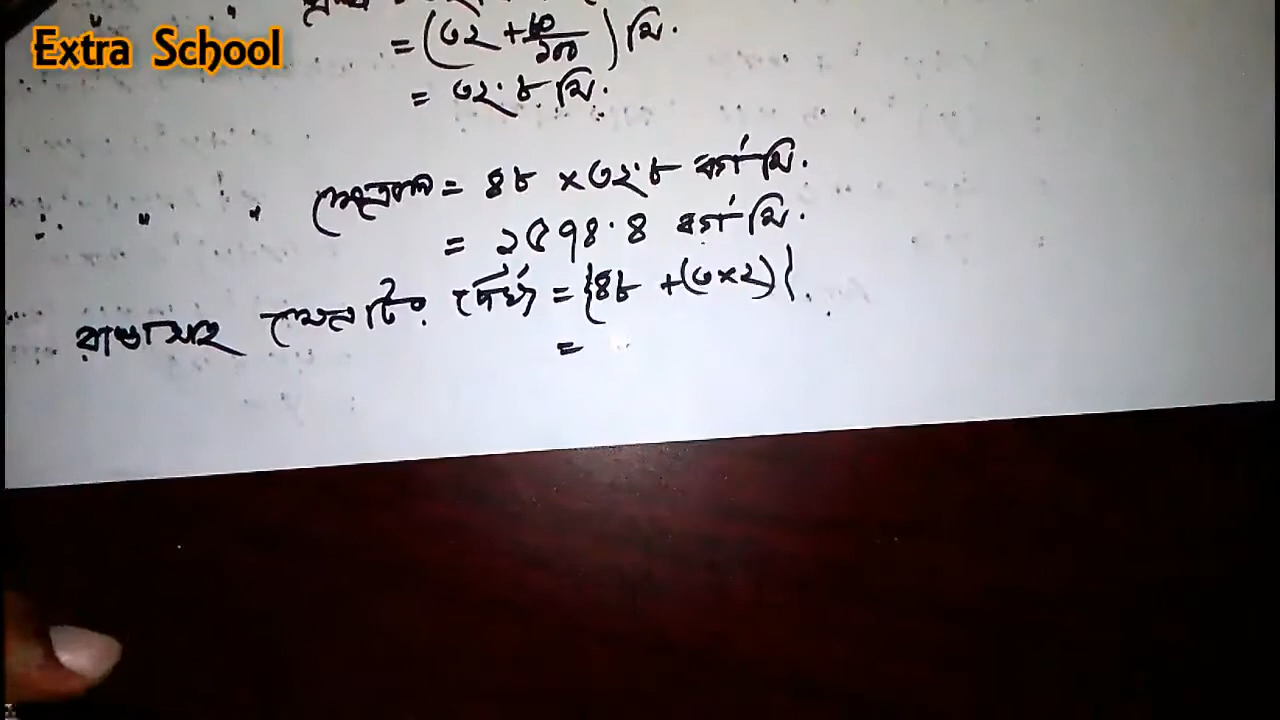 Extra School
= (৩২ + ৮০/১০০) মি.
= ৩২.৮ মি.
∴ " " ক্ষেত্রফল = ৪৮ × ৩২.৮ বর্গ মি.
= ১৫৭৪.৪ বর্গ মি.
রাস্তাসহ ক্ষেত্রটির দৈর্ঘ্য = {৪৮ + (৩×২)}
=